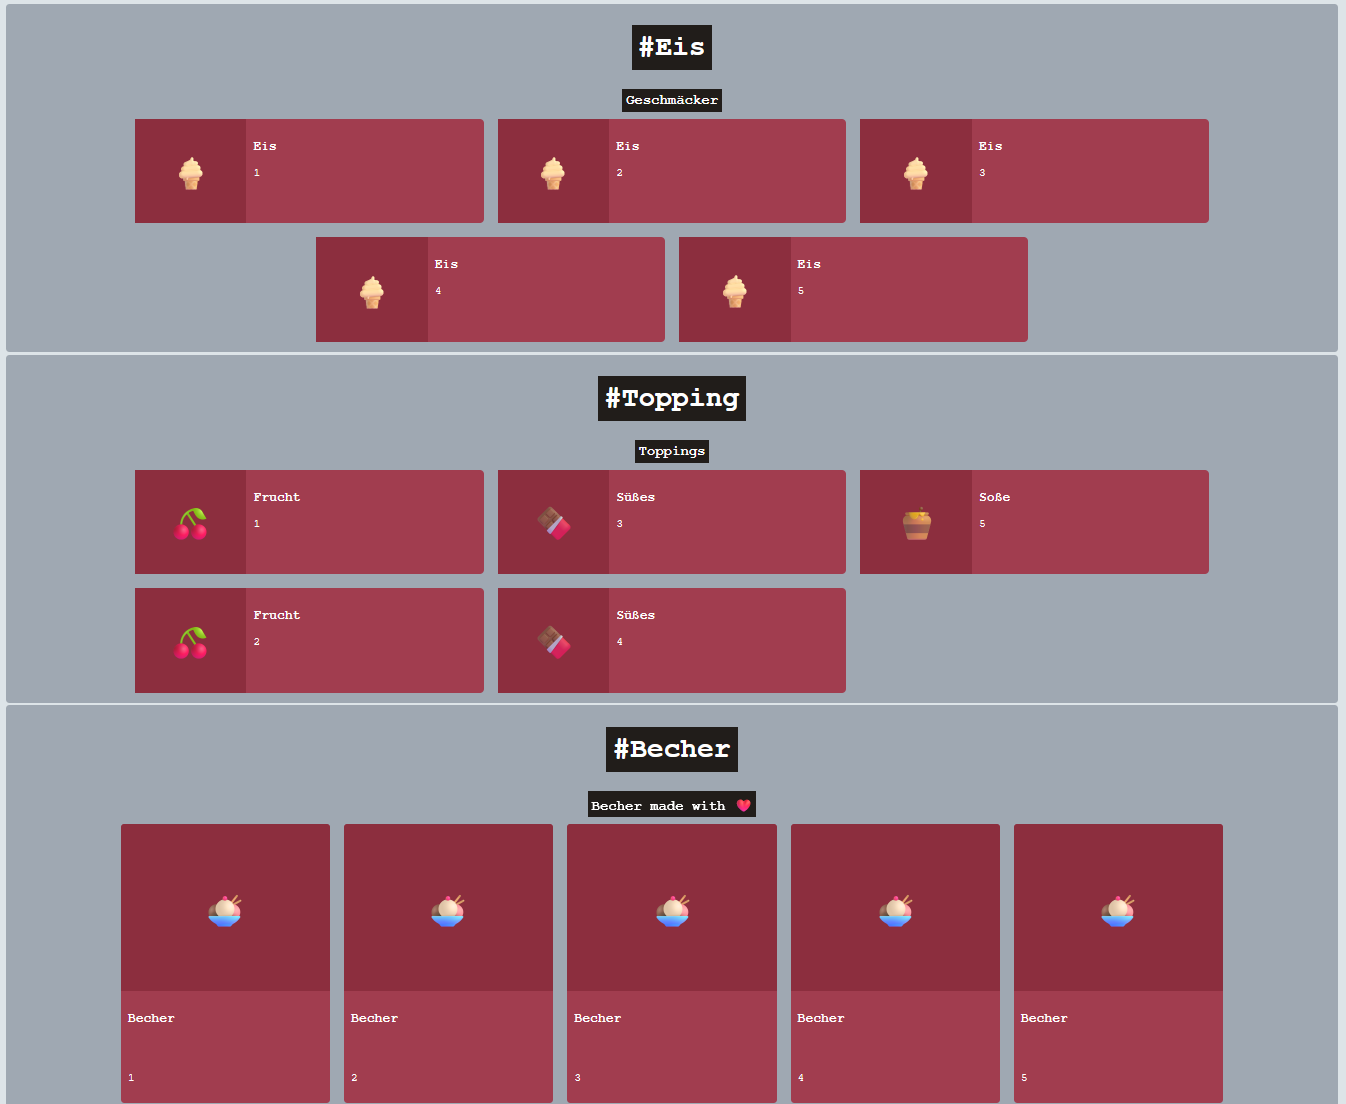 #Eis
Geschmäcker
Eis
1
Eis
2
Eis
3
Eis
4
Eis
5
#Topping
Toppings
Frucht
1
Süßes
3
Soße
5
Frucht
2
Süßes
4
#Becher
Becher made with ❤
Becher
1
Becher
2
Becher
3
Becher
4
Becher
5